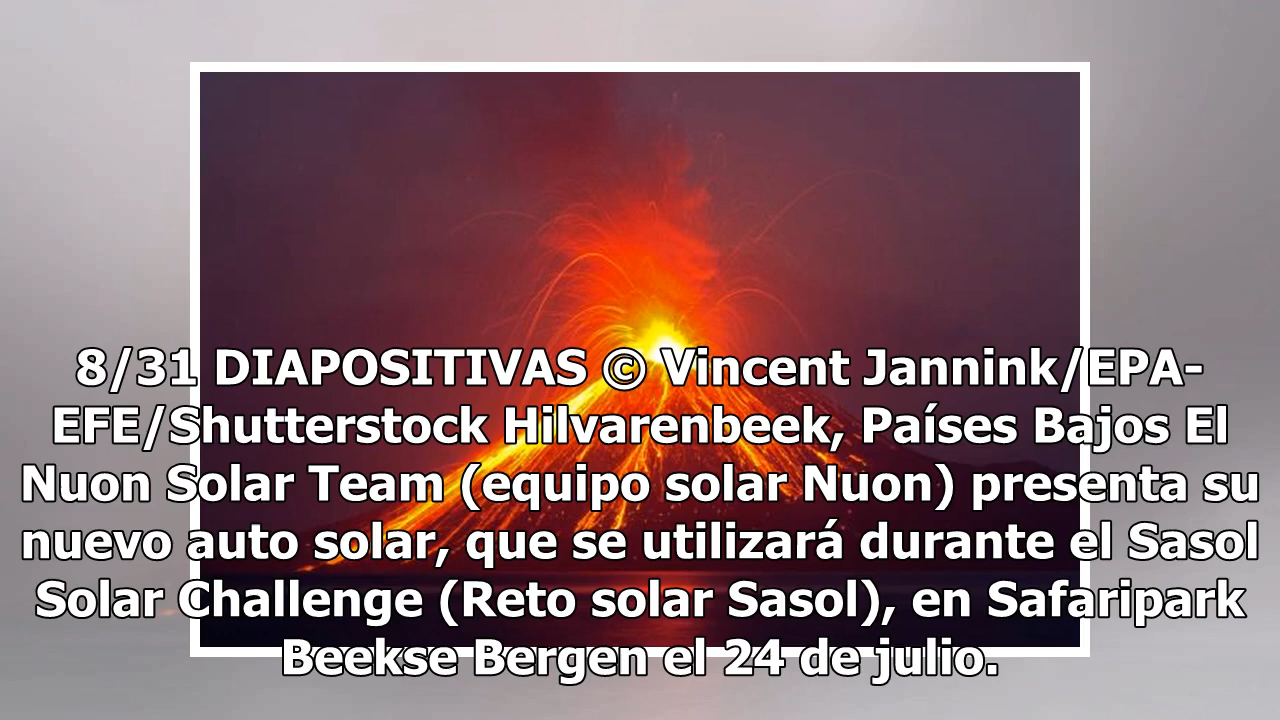 8/31 DIAPOSITIVAS © Vincent Jannink/EPA-
EFE/Shutterstock Hilvarenbeek, Países Bajos El
Nuon Solar Team (equipo solar Nuon) presenta su
nuevo auto solar, que se utilizará durante el Sasol
Solar Challenge (Reto solar Sasol), en Safaripark
Beekse Bergen el 24 de julio.